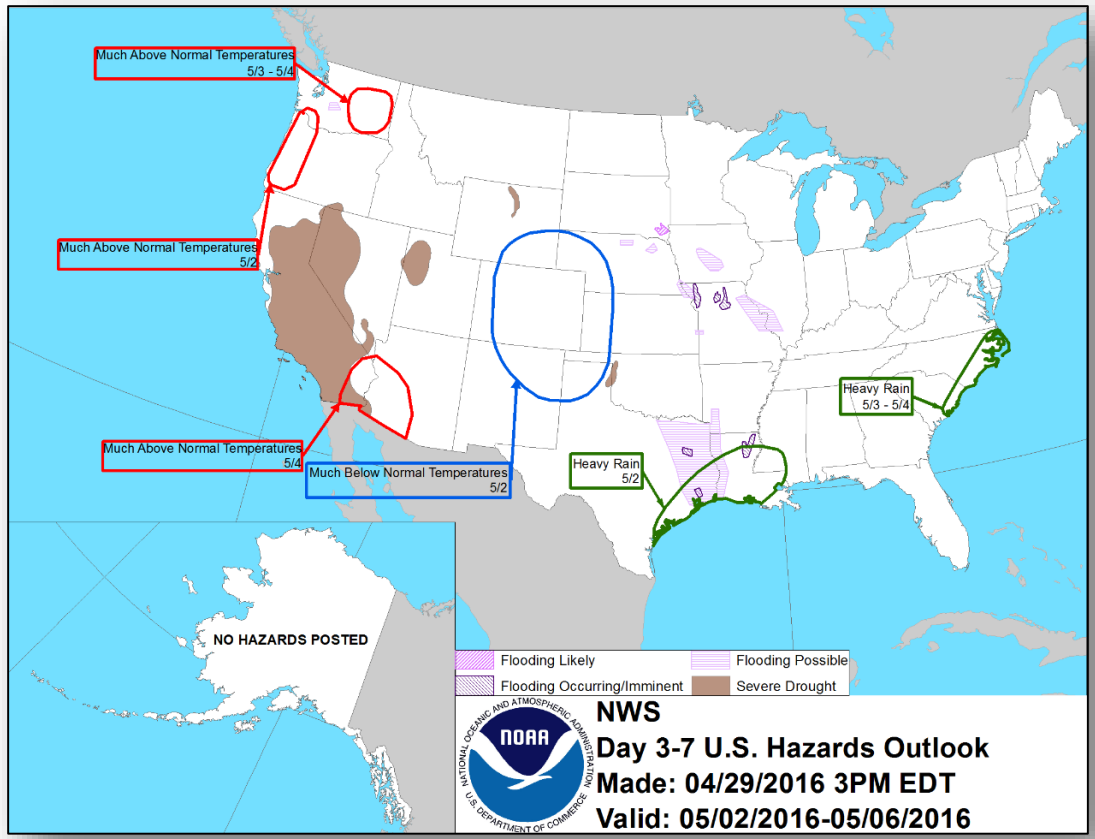 Much Above Normal Temperatures
5/3 - 5/4
Much Above Normal Temperatures
5/2
Much Above Normal Temperatures
5/4
Much Below Normal Temperatures
5/2
Heavy Rain
5/2
Heavy Rain
5/3 - 5/4
NO HAZARDS POSTED
Flooding Likely
Flooding Possible
Flooding Occurring/Imminent
Severe Drought
NATIONAL OCEANIC AND ATMOSPHERIC ADMINISTRATION
NOAA
U.S. DEPARTMENT OF COMMERCE
NWS
Day 3-7 U.S. Hazards Outlook
Made: 04/29/2016 3PM EDT
Valid: 05/02/2016-05/06/2016